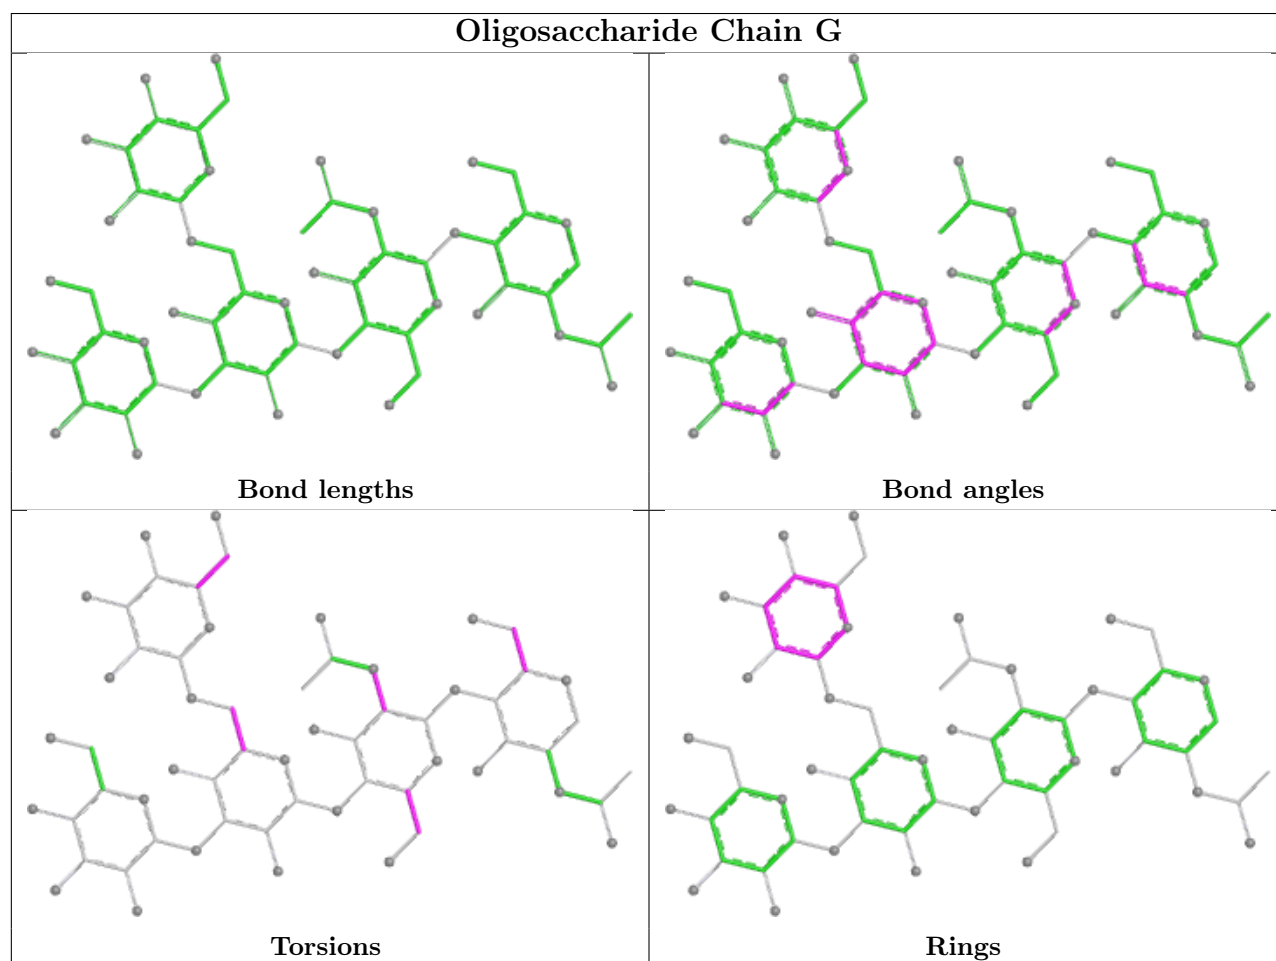 Oligosaccharide Chain G
Bond lengths
Bond angles
Torsions
Rings